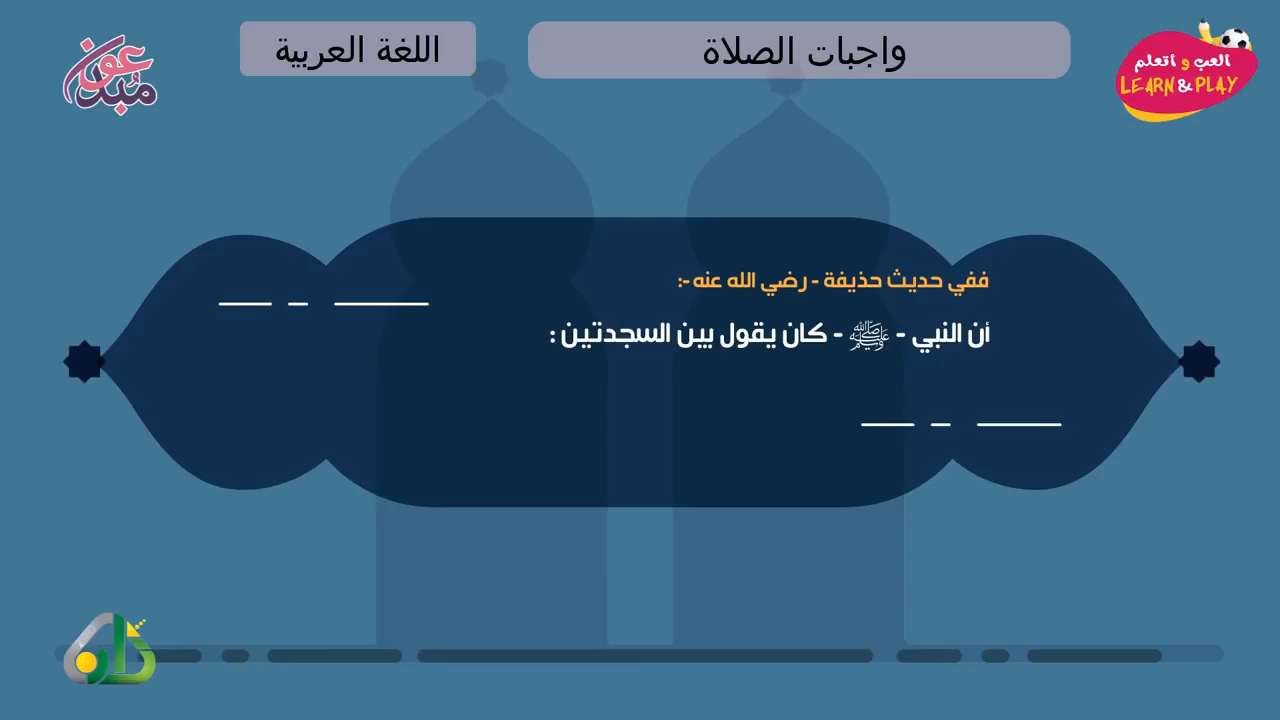 واجبات الصلاة
اللغة العربية
العب و اتعلم
LEARN & PLAY
مُبدعون
ففي حديث حذيفة - رضي الله عنه -:
أن النبي - ﷺ - كان يقول بين السجدتين :